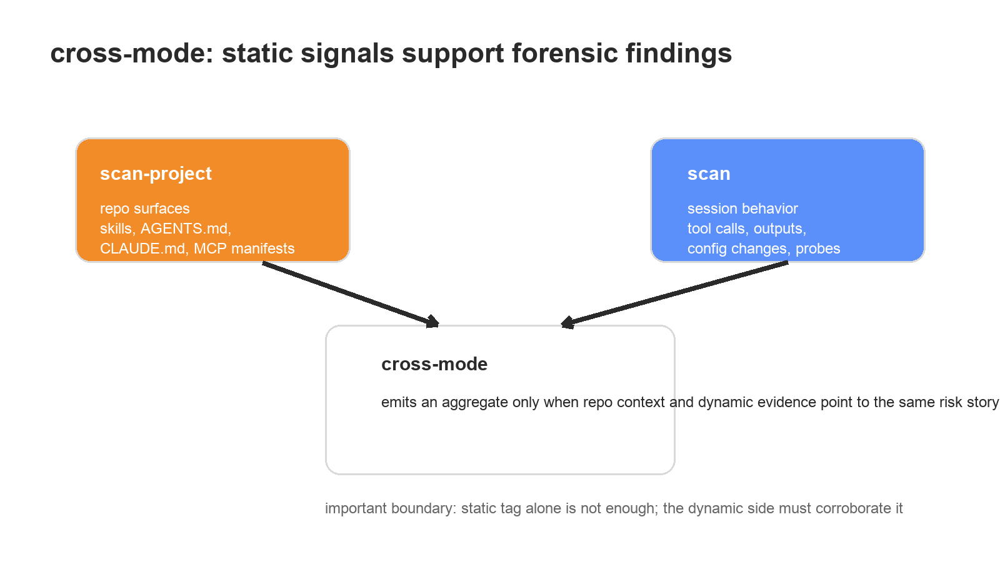 cross-mode: static signals support forensic findings
scan-project
repo surfaces
skills, AGENTS.md,
CLAUDE.md, MCP manifests
scan
session behavior
tool calls, outputs,
config changes, probes
cross-mode
emits an aggregate only when repo context and dynamic evidence point to the same risk story
important boundary: static tag alone is not enough; the dynamic side must corroborate it